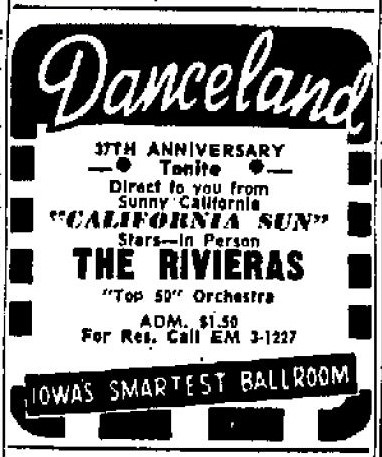 Danceland
37TH ANNIVERSARY
Tonite
Direct to you from
Sunny California
"CALIFORNIA SUN"
Stars—In Person
THE RIVIERAS
"Top 50" Orchestra
ADM. $1.50
For Res. Call EM 3-1227
IOWA'S SMARTEST BALLROOM